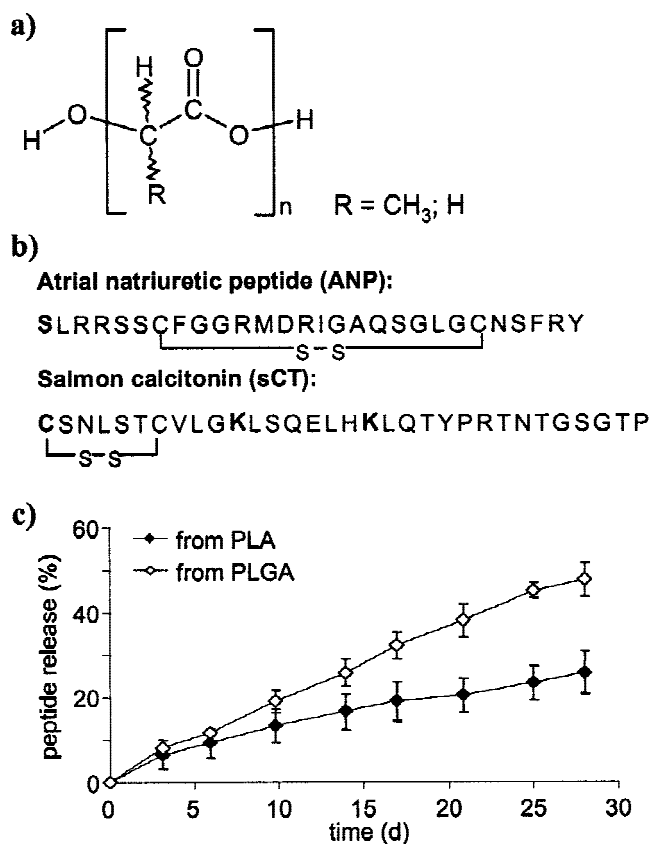 a)
H
O
H
C
R
O
C
O
H
n
R = CH3; H
b)
Atrial natriuretic peptide (ANP):
SLRRSSCFGGRMDRIGAQSGLGCNSFRY
S-S
Salmon calcitonin (sCT):
CSNLSTCVLGKLSQELHKLQTYPRTNTGSGTP
S-S
c)
60
40
20
0
peptide release (%)
from PLA
from PLGA
0 5 10 15 20 25 30
time (d)